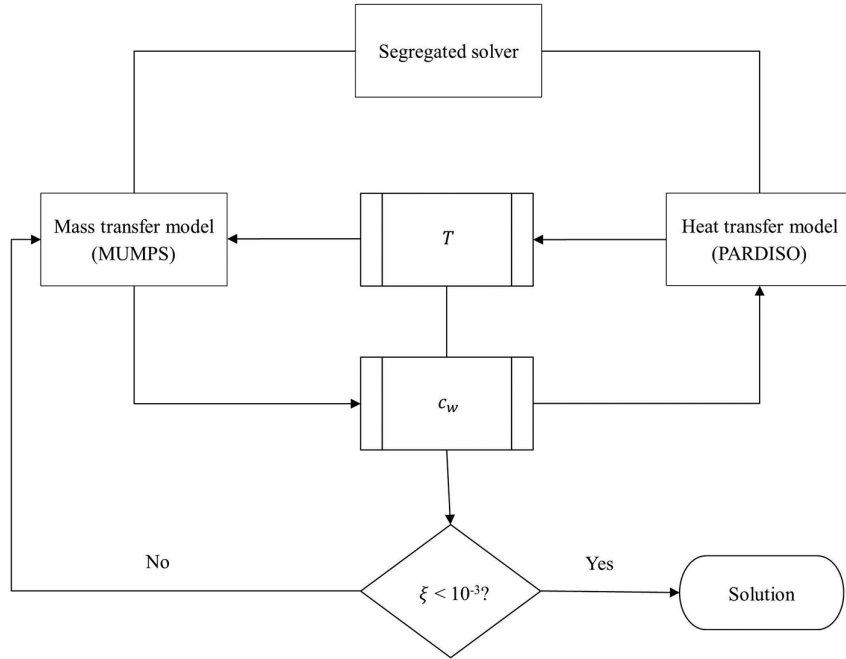 Segregated solver
Mass transfer model
(MUMPS)
T
Heat transfer model
(PARDISO)
c_w
No
ξ < 10⁻³?
Yes
Solution